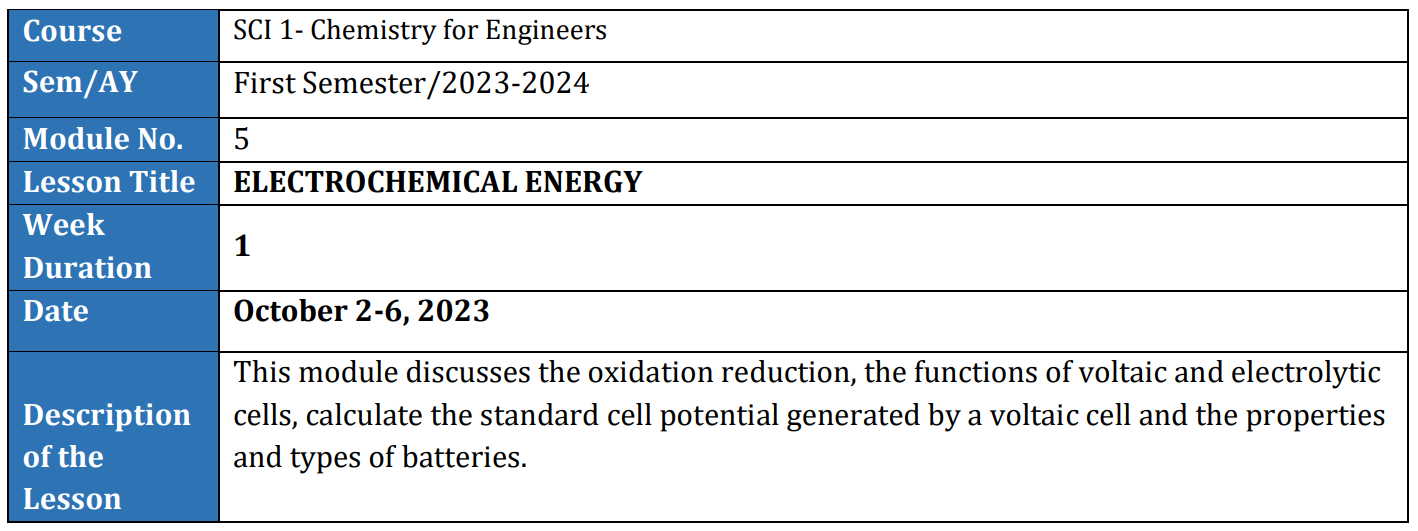 Course SCI 1- Chemistry for Engineers
Sem/AY First Semester/2023-2024
Module No. 5
Lesson Title ELECTROCHEMICAL ENERGY
Week
Duration
1
Date October 2-6, 2023
Description
of the
Lesson
This module discusses the oxidation reduction, the functions of voltaic and electrolytic
cells, calculate the standard cell potential generated by a voltaic cell and the properties
and types of batteries.